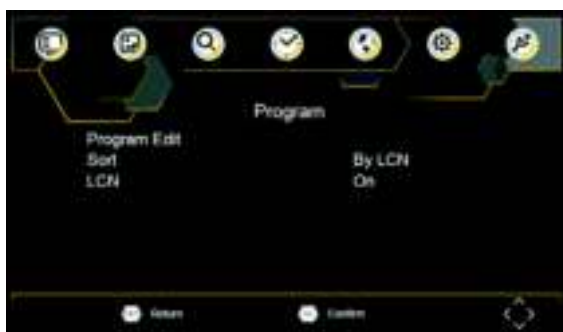 Program
Program Edit
Sort By LCN
LCN On
Return Confirm